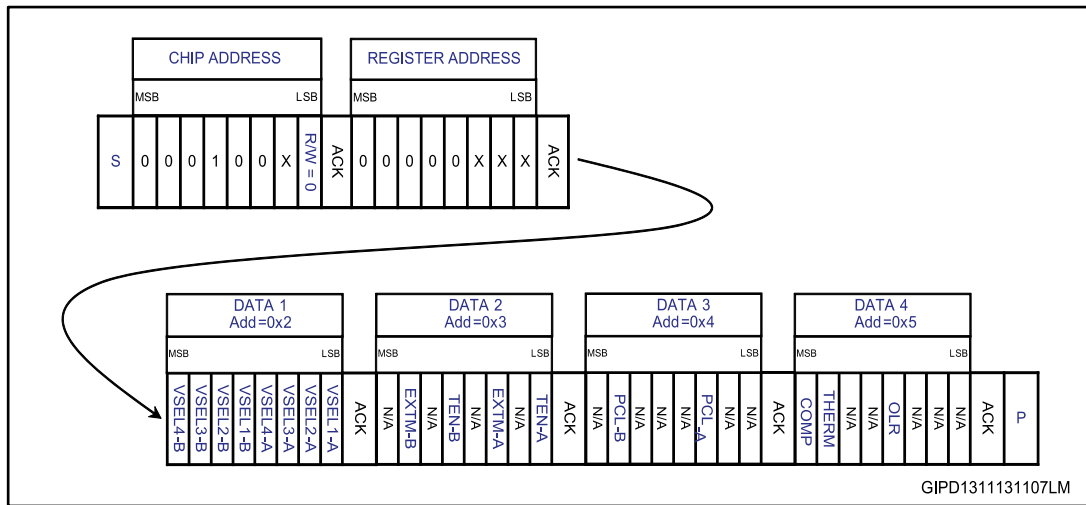 CHIP ADDRESS REGISTER ADDRESS
MSB LSB MSB LSB
S 0 0 0 1 0 0 X R/W = 0 ACK 0 0 0 0 0 X X X ACK
DATA 1 DATA 2 DATA 3 DATA 4
Add=0x2 Add=0x3 Add=0x4 Add=0x5
MSB LSB MSB LSB MSB LSB MSB LSB
VSEL4-B VSEL3-B VSEL2-B VSEL1-B VSEL4-A VSEL3-A VSEL2-A VSEL1-A ACK N/A EXTM-B N/A TEN-B N/A EXTM-A N/A TEN-A ACK N/A PCL-B N/A N/A N/A PCL-A N/A N/A ACK COMP THERM N/A N/A OLR N/A N/A N/A ACK P
GIPD1311131107LM